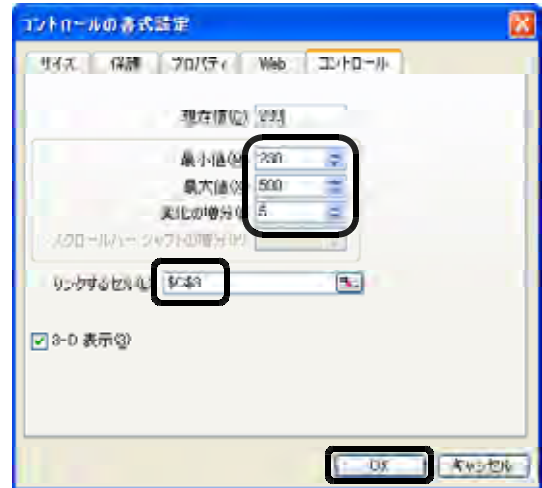 コントロールの書式設定
サイズ 保護 プロパティ Web コントロール
現在値(C)
最小値(M)
最大値(X) 500
変化の増分(I) 5
スクロール バー シャフトの増分(P)
リンクするセル(L)
3-D 表示(3)
OK キャンセル